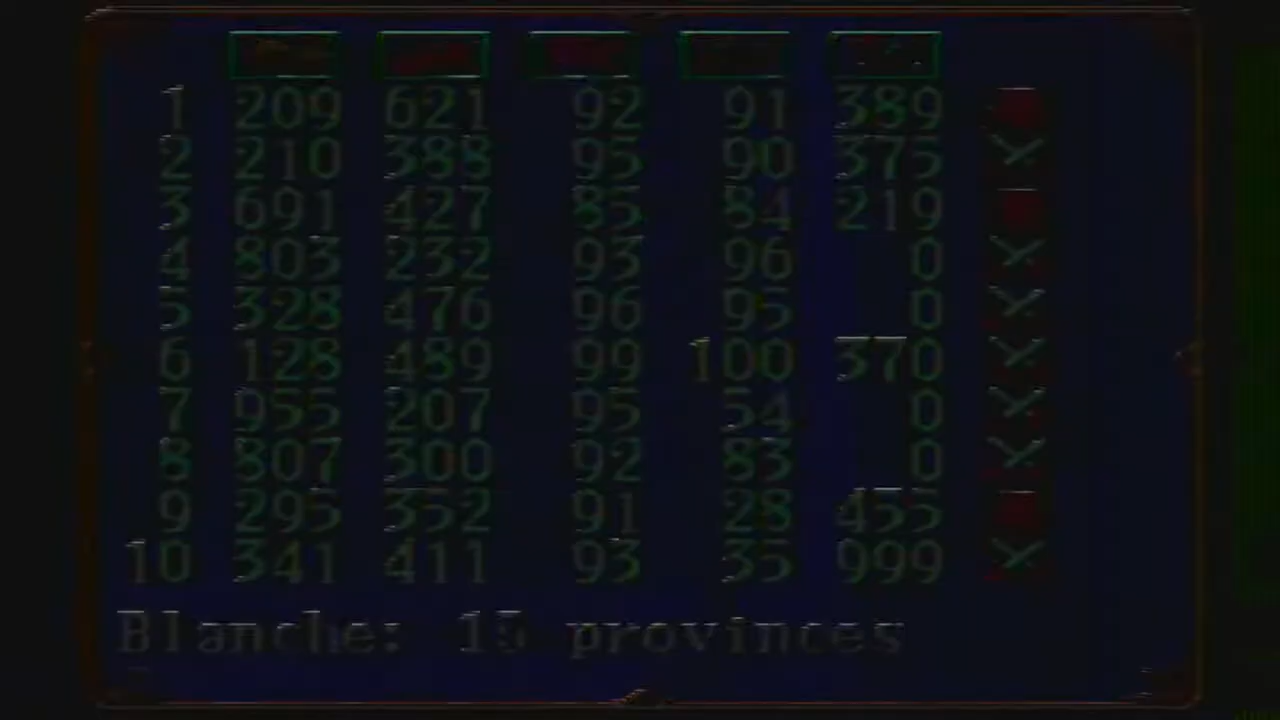 1 209 621 92 91 389
2 210 388 95 90 375
3 691 427 85 84 219
4 803 232 93 96 0
5 328 476 96 95 0
6 128 489 99 100 370
7 955 207 95 54 0
8 807 300 92 83 0
9 295 352 91 28 455
10 341 411 93 35 999
Blanche: 15 provinces